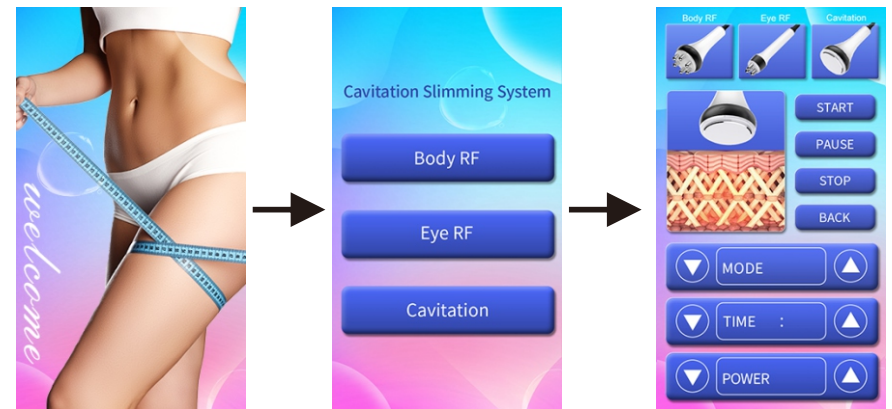 welcome
Cavitation Slimming System
Body RF
Eye RF
Cavitation
Body RF
Eye RF
Cavitation
START
PAUSE
STOP
BACK
MODE
TIME :
POWER